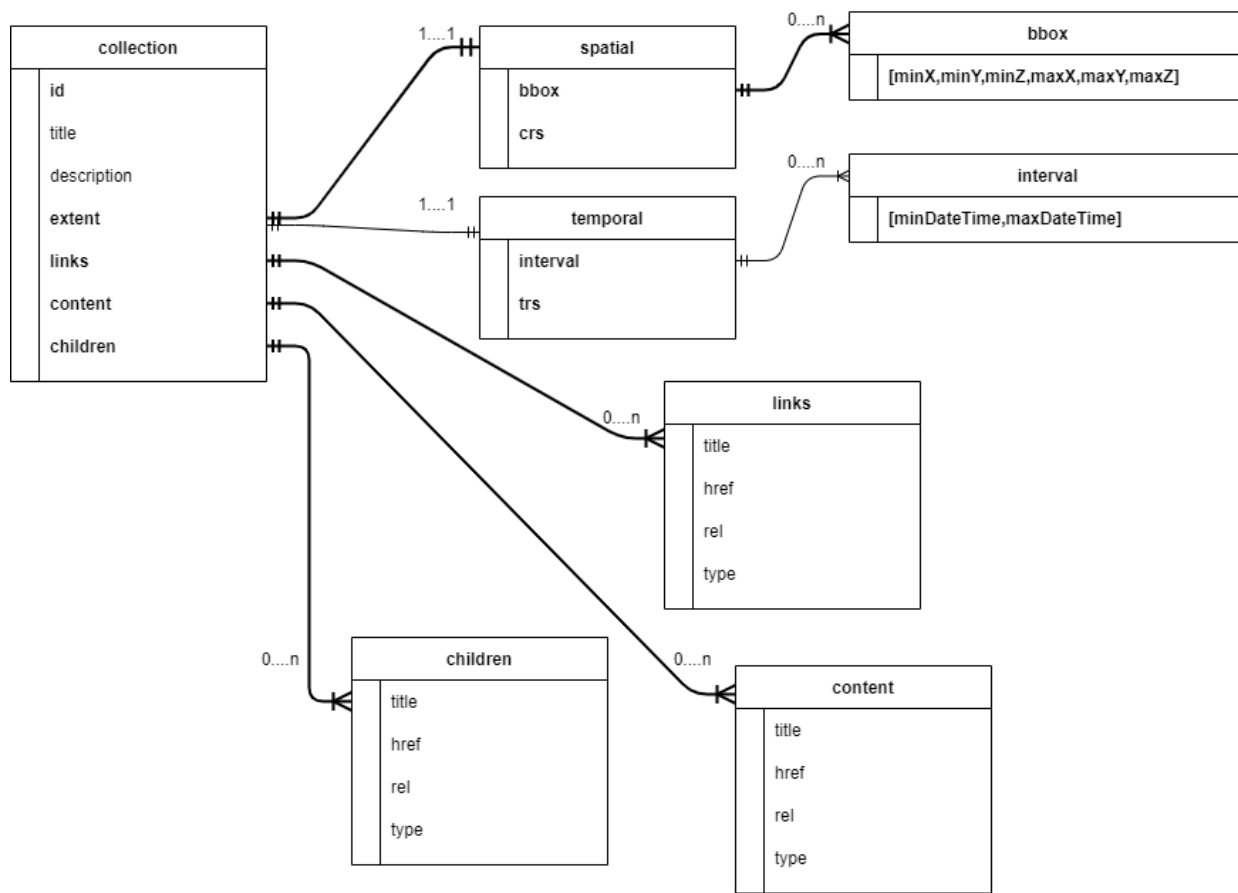 collection
id
title
description
extent
links
content
children
1....1
spatial
bbox
crs
0....n
bbox
[minX,minY,minZ,maxX,maxY,maxZ]
1....1
temporal
interval
trs
0....n
interval
[minDateTime,maxDateTime]
0....n
links
title
href
rel
type
0....n
children
title
href
rel
type
0....n
content
title
href
rel
type